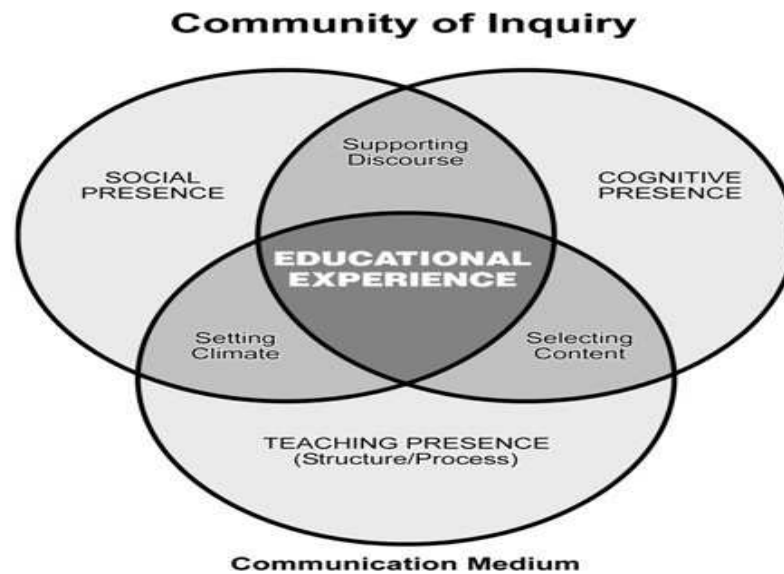 Community of Inquiry
Supporting
Discourse
SOCIAL
PRESENCE
COGNITIVE
PRESENCE
EDUCATIONAL
EXPERIENCE
Setting
Climate
Selecting
Content
TEACHING PRESENCE
(Structure/Process)
Communication Medium